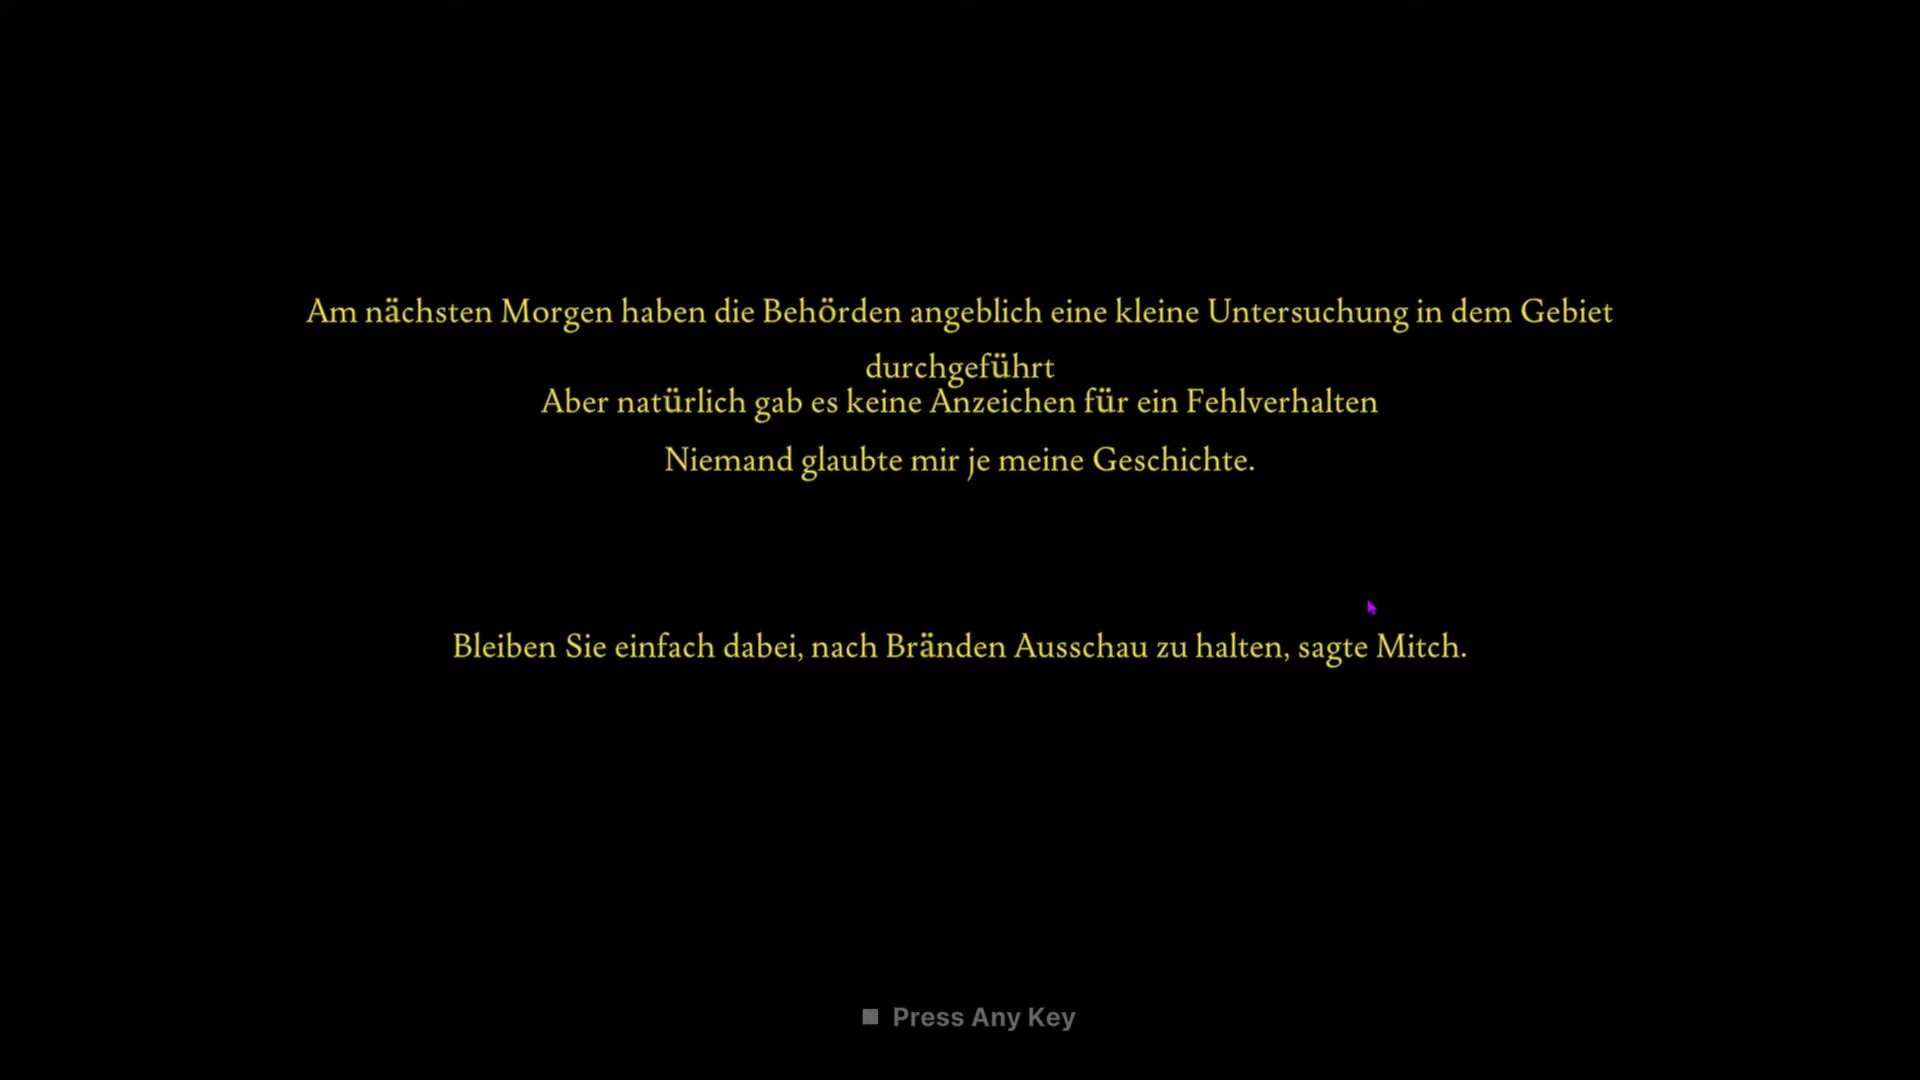 Am nächsten Morgen haben die Behörden angeblich eine kleine Untersuchung in dem Gebiet
durchgeführt
Aber natürlich gab es keine Anzeichen für ein Fehlverhalten
Niemand glaubte mir je meine Geschichte.
Bleiben Sie einfach dabei, nach Bränden Ausschau zu halten, sagte Mitch.
Press Any Key